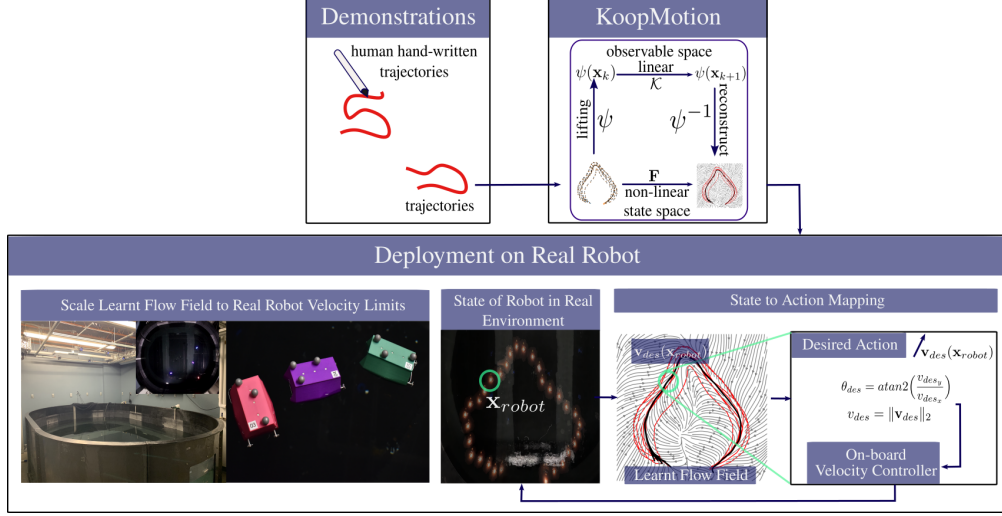 Demonstrations
human hand-written
trajectories
trajectories
KoopMotion
observable space
ψ(x_k) linear ψ(x_{k+1})
𝒦
lifting
ψ
ψ^{-1}
reconstruct
F
non-linear
state space
Deployment on Real Robot
Scale Learnt Flow Field to Real Robot Velocity Limits
State of Robot in Real
Environment
x_{robot}
State to Action Mapping
v_{des}(x_{robot})
Learnt Flow Field
Desired Action
v_{des}(x_{robot})
θ_{des} = atan2(v_{des_y}/v_{des_x})
v_{des} = ||v_{des}||_2
On-board
Velocity Controller